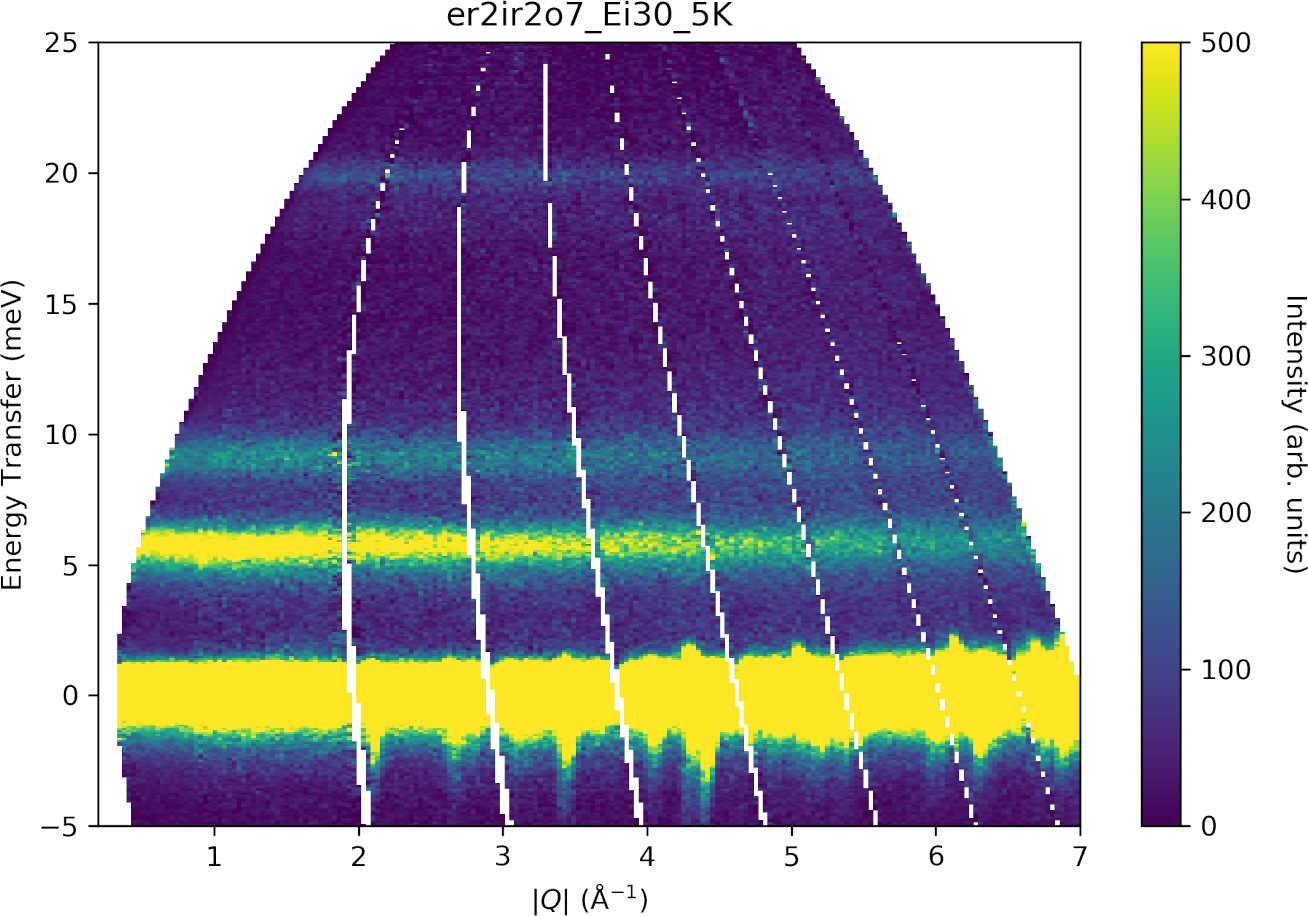 er2ir2o7_Ei30_5K
25
20
15
10
5
0
−5
Energy Transfer (meV)
1 2 3 4 5 6 7
|Q| (Å⁻¹)
500
400
300
200
100
0
Intensity (arb. units)